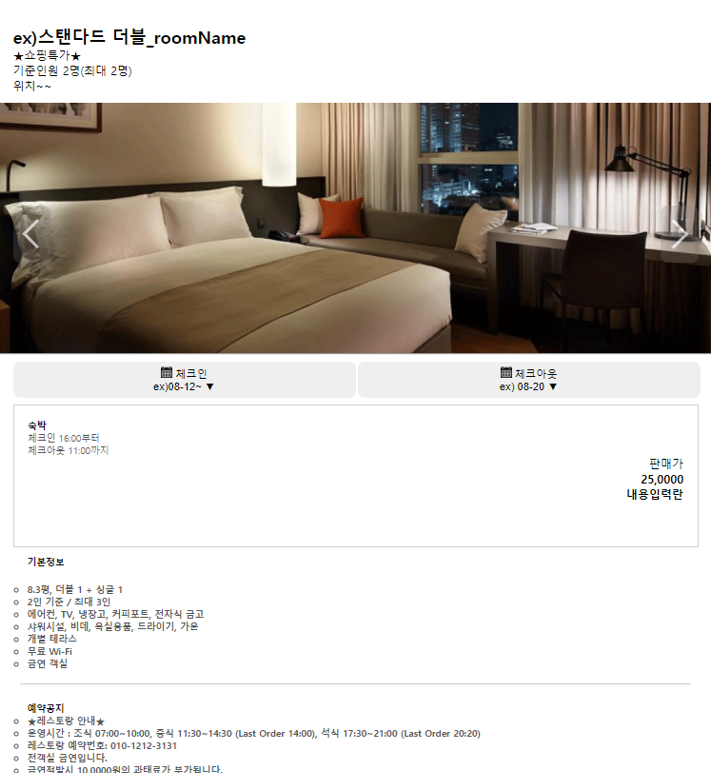 ex)스탠다드 더블_roomName
★쇼핑특가★
기준인원 2명(최대 2명)
위치~~
체크인
ex)08-12~ ▼
체크아웃
ex) 08-20 ▼
숙박
체크인 16:00부터
체크아웃 11:00까지
판매가
25,0000
내용입력란
기본정보
8.3평, 더블 1 + 싱글 1
2인 기준 / 최대 3인
에어컨, TV, 냉장고, 커피포트, 전자식 금고
샤워시설, 비데, 욕실용품, 드라이기, 가운
개별 테라스
무료 Wi-Fi
금연 객실
예약공지
★레스토랑 안내★
운영시간 : 조식 07:00~10:00, 중식 11:30~14:30 (Last Order 14:00), 석식 17:30~21:00 (Last Order 20:20)
레스토랑 예약번호: 010-1212-3131
전객실 금연입니다.
금연적발시 10,0000원의 과태료가 부가됩니다.